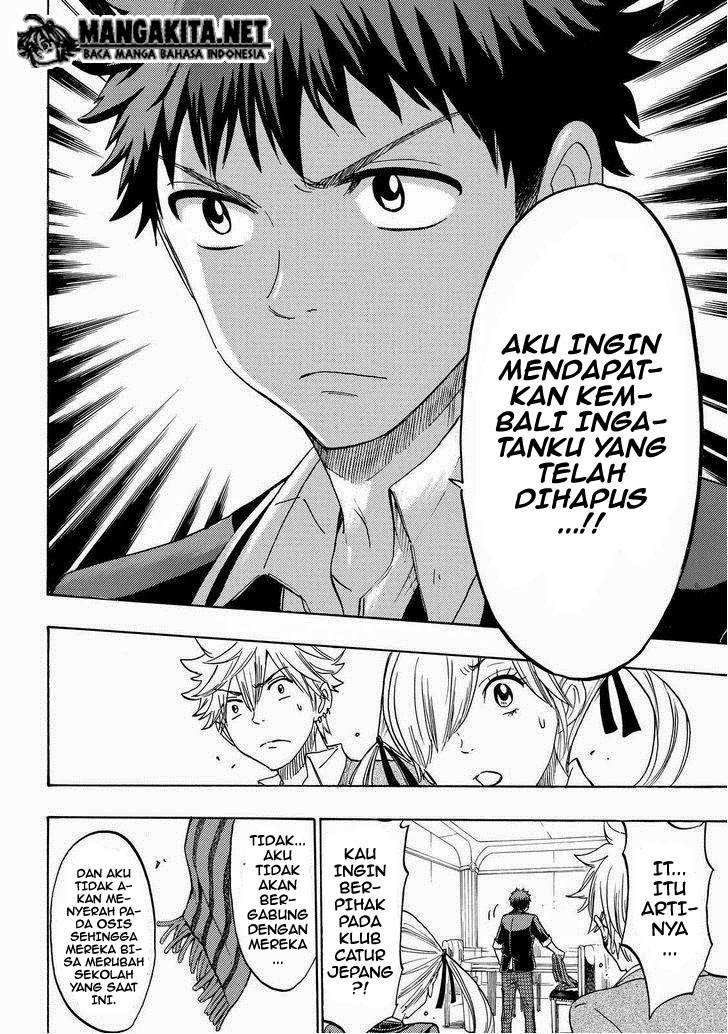 MANGAKITA.NET
BACA MANGA BAHASA INDONESIA
AKU INGIN
MENDAPAT-
KAN KEM-
BALI INGA-
TANKU YANG
TELAH
DIHAPUS
...!!
IT...
ITU
ARTI-
NYA
...
KAU
INGIN
BER-
PIHAK
PADA
KLUB
CATUR
JEPANG
?!
TIDAK...
AKU
TIDAK
AKAN
BER-
GABUNG
DENGAN
MEREKA
...
DAN AKU
TIDAK A-
KAN ME-
NYERAH PA-
DA OSIS
SEHINGGA
MEREKA BI-
SA MERUBAH
SEKOLAH
YANG SAAT
INI.